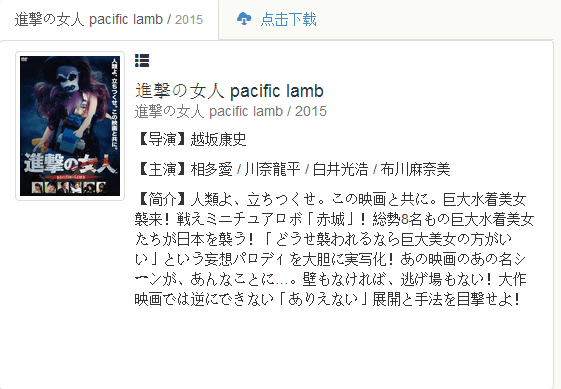 進撃の女人 pacific lamb / 2015
点击下载
人類よ、立ちつくせ。この映画と共に。
進撃の女人
pacific lamb
進撃の女人 pacific lamb
進撃の女人 pacific lamb / 2015
【导演】越坂康史
【主演】相多愛 / 川奈龍平 / 白井光浩 / 布川麻奈美
【简介】人類よ、立ちつくせ。この映画と共に。巨大水着美女
襲来！戦えミニチュアロボ「赤城」！総勢8名もの巨大水着美女
たちが日本を襲う！「どうせ襲われるなら巨大美女の方がい
い」という妄想パロディを大胆に実写化！あの映画のあの名シ
ーンが、あんなことに…。壁もなければ、逃げ場もない！大作
映画では逆にできない「ありえない」展開と手法を目撃せよ！